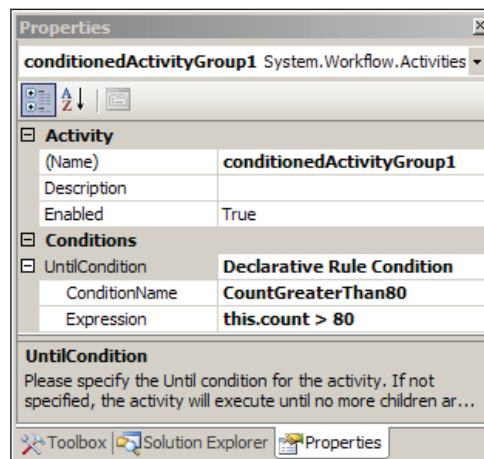 Properties
conditionedActivityGroup1 System.Workflow.Activities
Activity
(Name) conditionedActivityGroup1
Description
Enabled True
Conditions
UntilCondition Declarative Rule Condition
ConditionName CountGreaterThan80
Expression this.count > 80
UntilCondition
Please specify the Until condition for the activity. If not
specified, the activity will execute until no more children ar...
Toolbox Solution Explorer Properties